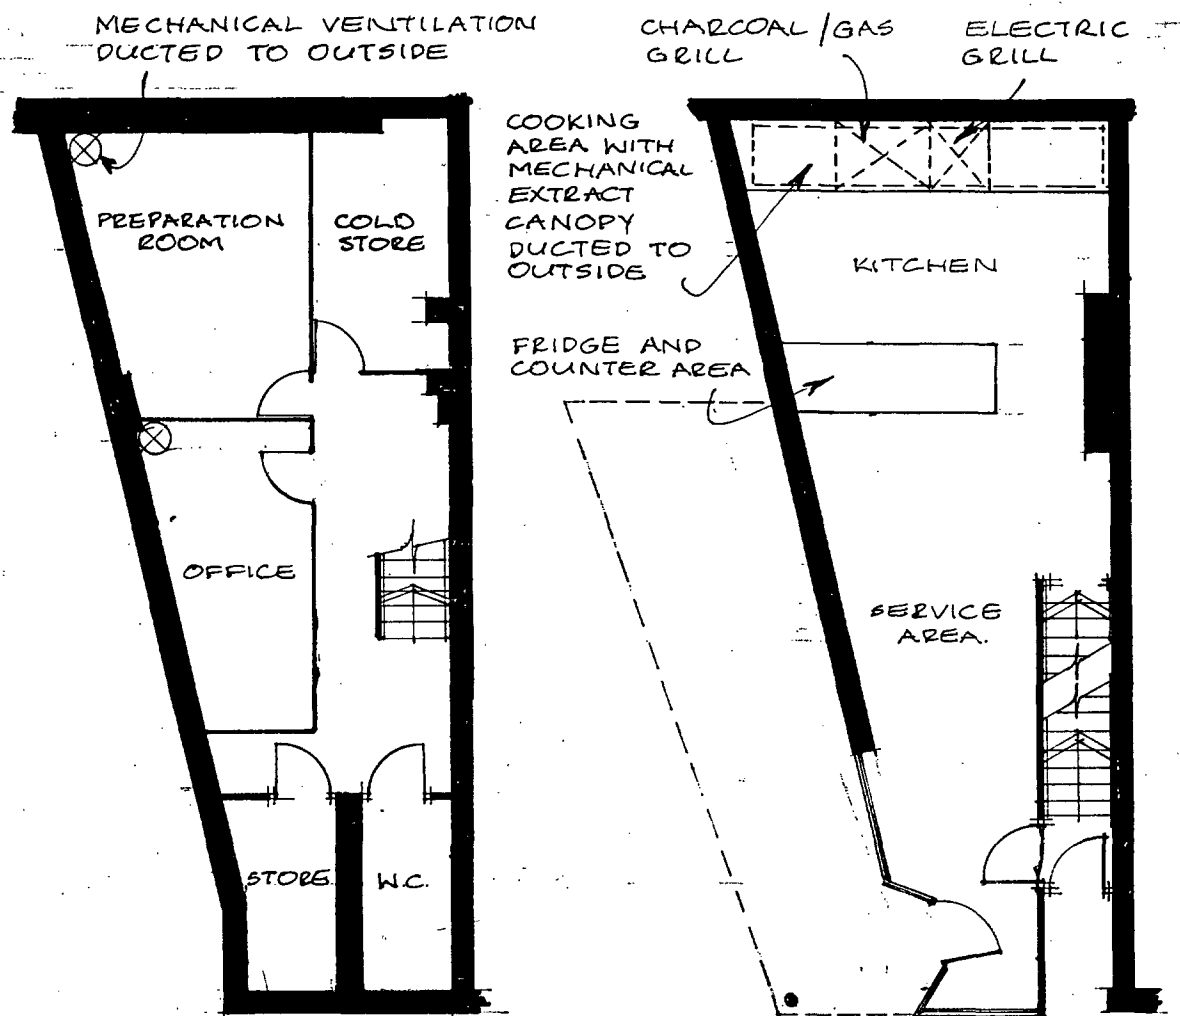 MECHANICAL VENTILATION
DUCTED TO OUTSIDE
CHARCOAL/GAS
GRILL
ELECTRIC
GRILL
COOKING
AREA WITH
MECHANICAL
EXTRACT
CANOPY
DUCTED TO
OUTSIDE
PREPARATION
ROOM
COLD
STORE
KITCHEN
FRIDGE AND
COUNTER AREA
OFFICE
SERVICE
AREA.
STORE
W.C.